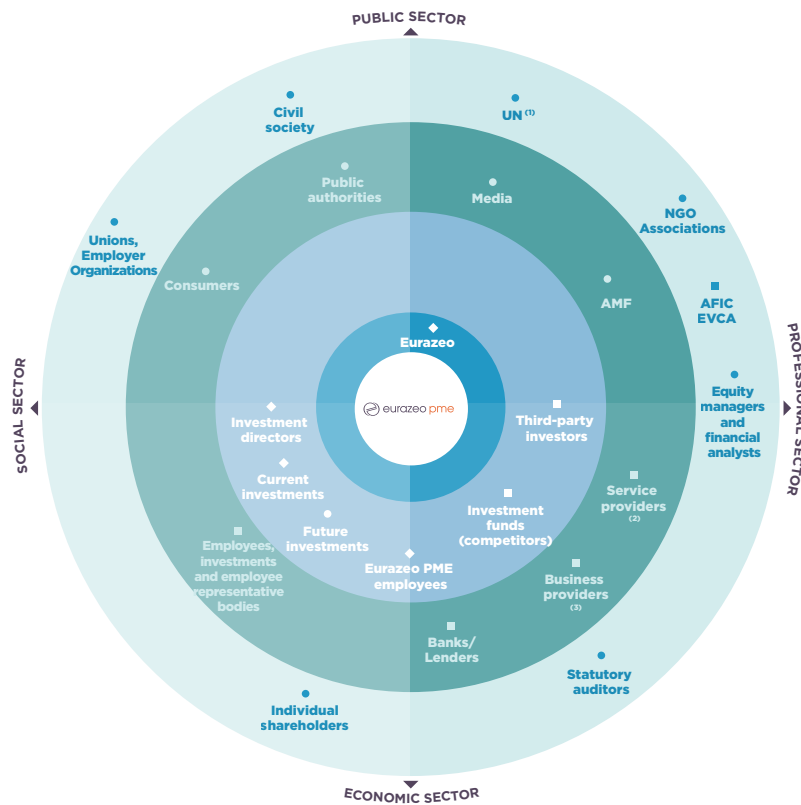 PUBLIC SECTOR
Civil
society
UN (1)
Public
authorities
Media
NGO
Associations
Unions,
Employer
Organizations
Consumers
AMF
AFIC
EVCA
Eurazeo
SOCIAL SECTOR
PROFESSIONAL SECTOR
eurazeo pme
Equity
managers
and
financial
analysts
Investment
directors
Third-party
investors
Current
investments
Service
providers
(2)
Investment
funds
(competitors)
Future
investments
Employees,
investments
and employee
representative
bodies
Eurazeo PME
employees
Business
providers
(3)
Banks/
Lenders
Statutory
auditors
Individual
shareholders
ECONOMIC SECTOR